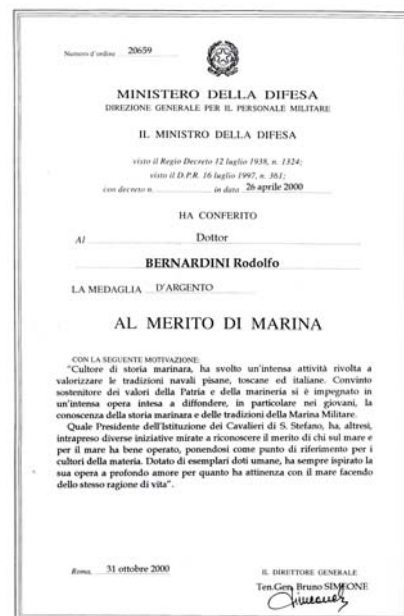 Numero d'ordine 20659
MINISTERO DELLA DIFESA
DIREZIONE GENERALE PER IL PERSONALE MILITARE
IL MINISTRO DELLA DIFESA
visto il Regio Decreto 12 luglio 1938, n. 1324;
visto il D.P.R. 16 luglio 1997, n. 361;
con decreto n. in data 26 aprile 2000
HA CONFERITO
Al Dottor
BERNARDINI Rodolfo
LA MEDAGLIA D'ARGENTO
AL MERITO DI MARINA
CON LA SEGUENTE MOTIVAZIONE:
"Cultore di storia marinara, ha svolto un'intensa attività rivolta a
valorizzare le tradizioni navali pisane, toscane ed italiane. Convinto
sostenitore dei valori della Patria e della marineria si è impegnato in
un'intensa opera intesa a diffondere, in particolare nei giovani, la
conoscenza della storia marinara e delle tradizioni della Marina Militare.
Quale Presidente dell'Istituzione dei Cavalieri di S. Stefano, ha, altresì,
intrapreso diverse iniziative mirate a riconoscere il merito di chi sul mare e
per il mare ha bene operato, ponendosi come punto di riferimento per i
cultori della materia. Dotato di esemplari doti umane, ha sempre ispirato la
sua opera a profondo amore per quanto ha attinenza con il mare facendo
dello stesso ragione di vita".
Roma, 31 ottobre 2000
IL DIRETTORE GENERALE
Ten.Gen. Bruno SIMEONE